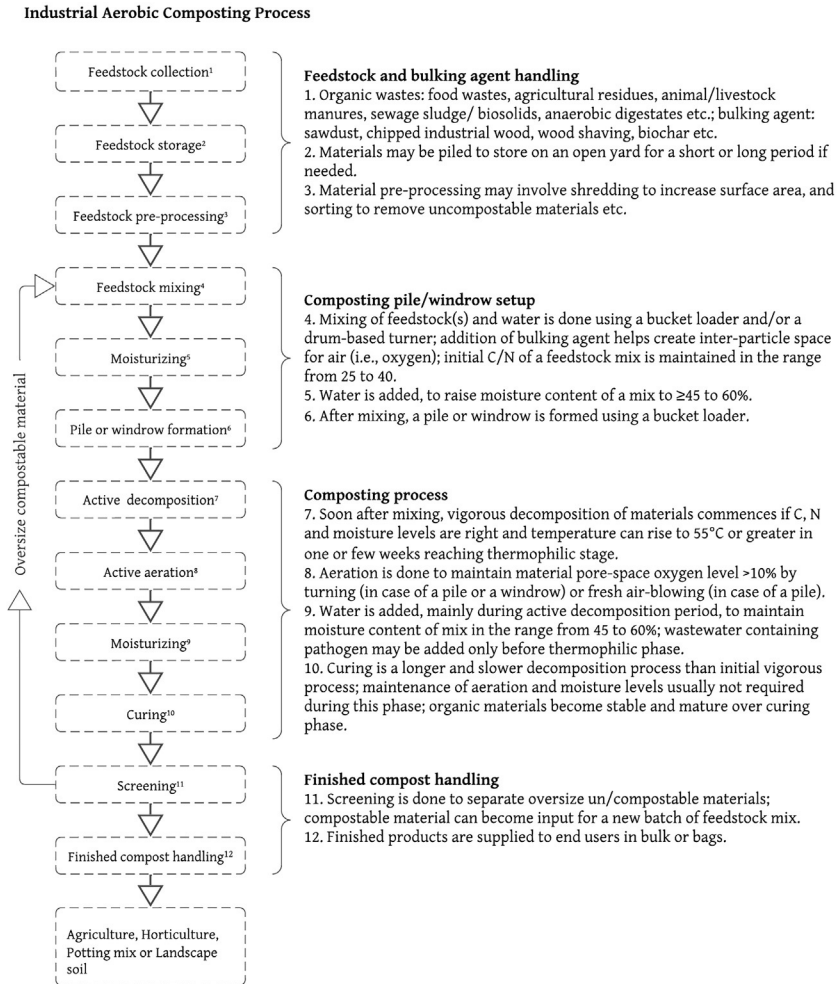 Industrial Aerobic Composting Process
Feedstock collection¹
Feedstock storage²
Feedstock pre-processing³
Feedstock and bulking agent handling
1. Organic wastes: food wastes, agricultural residues, animal/livestock
manures, sewage sludge/ biosolids, anaerobic digestates etc.; bulking agent:
sawdust, chipped industrial wood, wood shaving, biochar etc.
2. Materials may be piled to store on an open yard for a short or long period if
needed.
3. Material pre-processing may involve shredding to increase surface area, and
sorting to remove uncompostable materials etc.
Feedstock mixing⁴
Moisturizing⁵
Pile or windrow formation⁶
Composting pile/windrow setup
4. Mixing of feedstock(s) and water is done using a bucket loader and/or a
drum-based turner; addition of bulking agent helps create inter-particle space
for air (i.e., oxygen); initial C/N of a feedstock mix is maintained in the range
from 25 to 40.
5. Water is added, to raise moisture content of a mix to ≥45 to 60%.
6. After mixing, a pile or windrow is formed using a bucket loader.
Oversize compostable material
Active decomposition⁷
Active aeration⁸
Moisturizing⁹
Curing¹⁰
Composting process
7. Soon after mixing, vigorous decomposition of materials commences if C, N
and moisture levels are right and temperature can rise to 55°C or greater in
one or few weeks reaching thermophilic stage.
8. Aeration is done to maintain material pore-space oxygen level >10% by
turning (in case of a pile or a windrow) or fresh air-blowing (in case of a pile).
9. Water is added, mainly during active decomposition period, to maintain
moisture content of mix in the range from 45 to 60%; wastewater containing
pathogen may be added only before thermophilic phase.
10. Curing is a longer and slower decomposition process than initial vigorous
process; maintenance of aeration and moisture levels usually not required
during this phase; organic materials become stable and mature over curing
phase.
Screening¹¹
Finished compost handling¹²
Finished compost handling
11. Screening is done to separate oversize un/compostable materials;
compostable material can become input for a new batch of feedstock mix.
12. Finished products are supplied to end users in bulk or bags.
Agriculture, Horticulture,
Potting mix or Landscape
soil